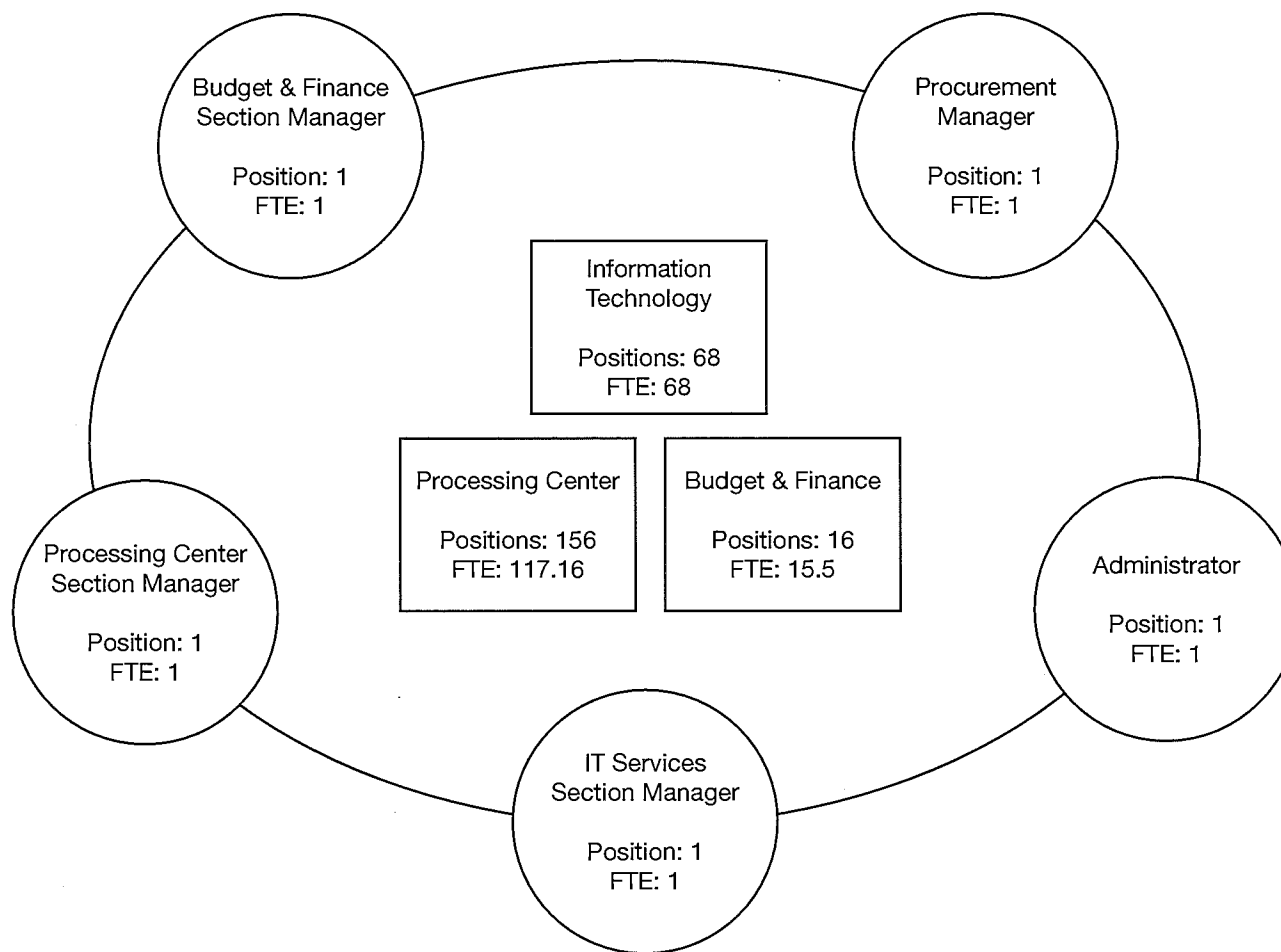 Budget & Finance
Section Manager
Position: 1
FTE: 1
Procurement
Manager
Position: 1
FTE: 1
Information
Technology
Positions: 68
FTE: 68
Processing Center
Positions: 156
FTE: 117.16
Budget & Finance
Positions: 16
FTE: 15.5
Processing Center
Section Manager
Position: 1
FTE: 1
Administrator
Position: 1
FTE: 1
IT Services
Section Manager
Position: 1
FTE: 1